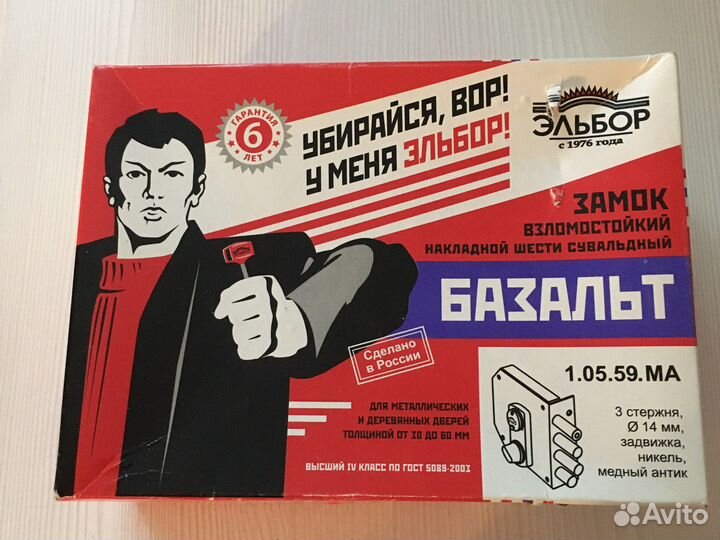 ГАРАНТИЯ
6
ЛЕТ
УБИРАЙСЯ, ВОР!
У МЕНЯ ЭЛЬБОР!
ЭЛЬБОР
с 1976 года
ЗАМОК
ВЗЛОМОСТОЙКИЙ
НАКЛАДНОЙ ШЕСТИ СУВАЛЬДНЫЙ
БАЗАЛЬТ
Сделано
в России
1.05.59.МА
3 стержня,
Ø 14 мм,
задвижка,
никель,
медный антик
ДЛЯ МЕТАЛЛИЧЕСКИХ
И ДЕРЕВЯННЫХ ДВЕРЕЙ
ТОЛЩИНОЙ ОТ 30 ДО 60 ММ
ВЫСШИЙ IV КЛАСС ПО ГОСТ 5089-2003
Avito